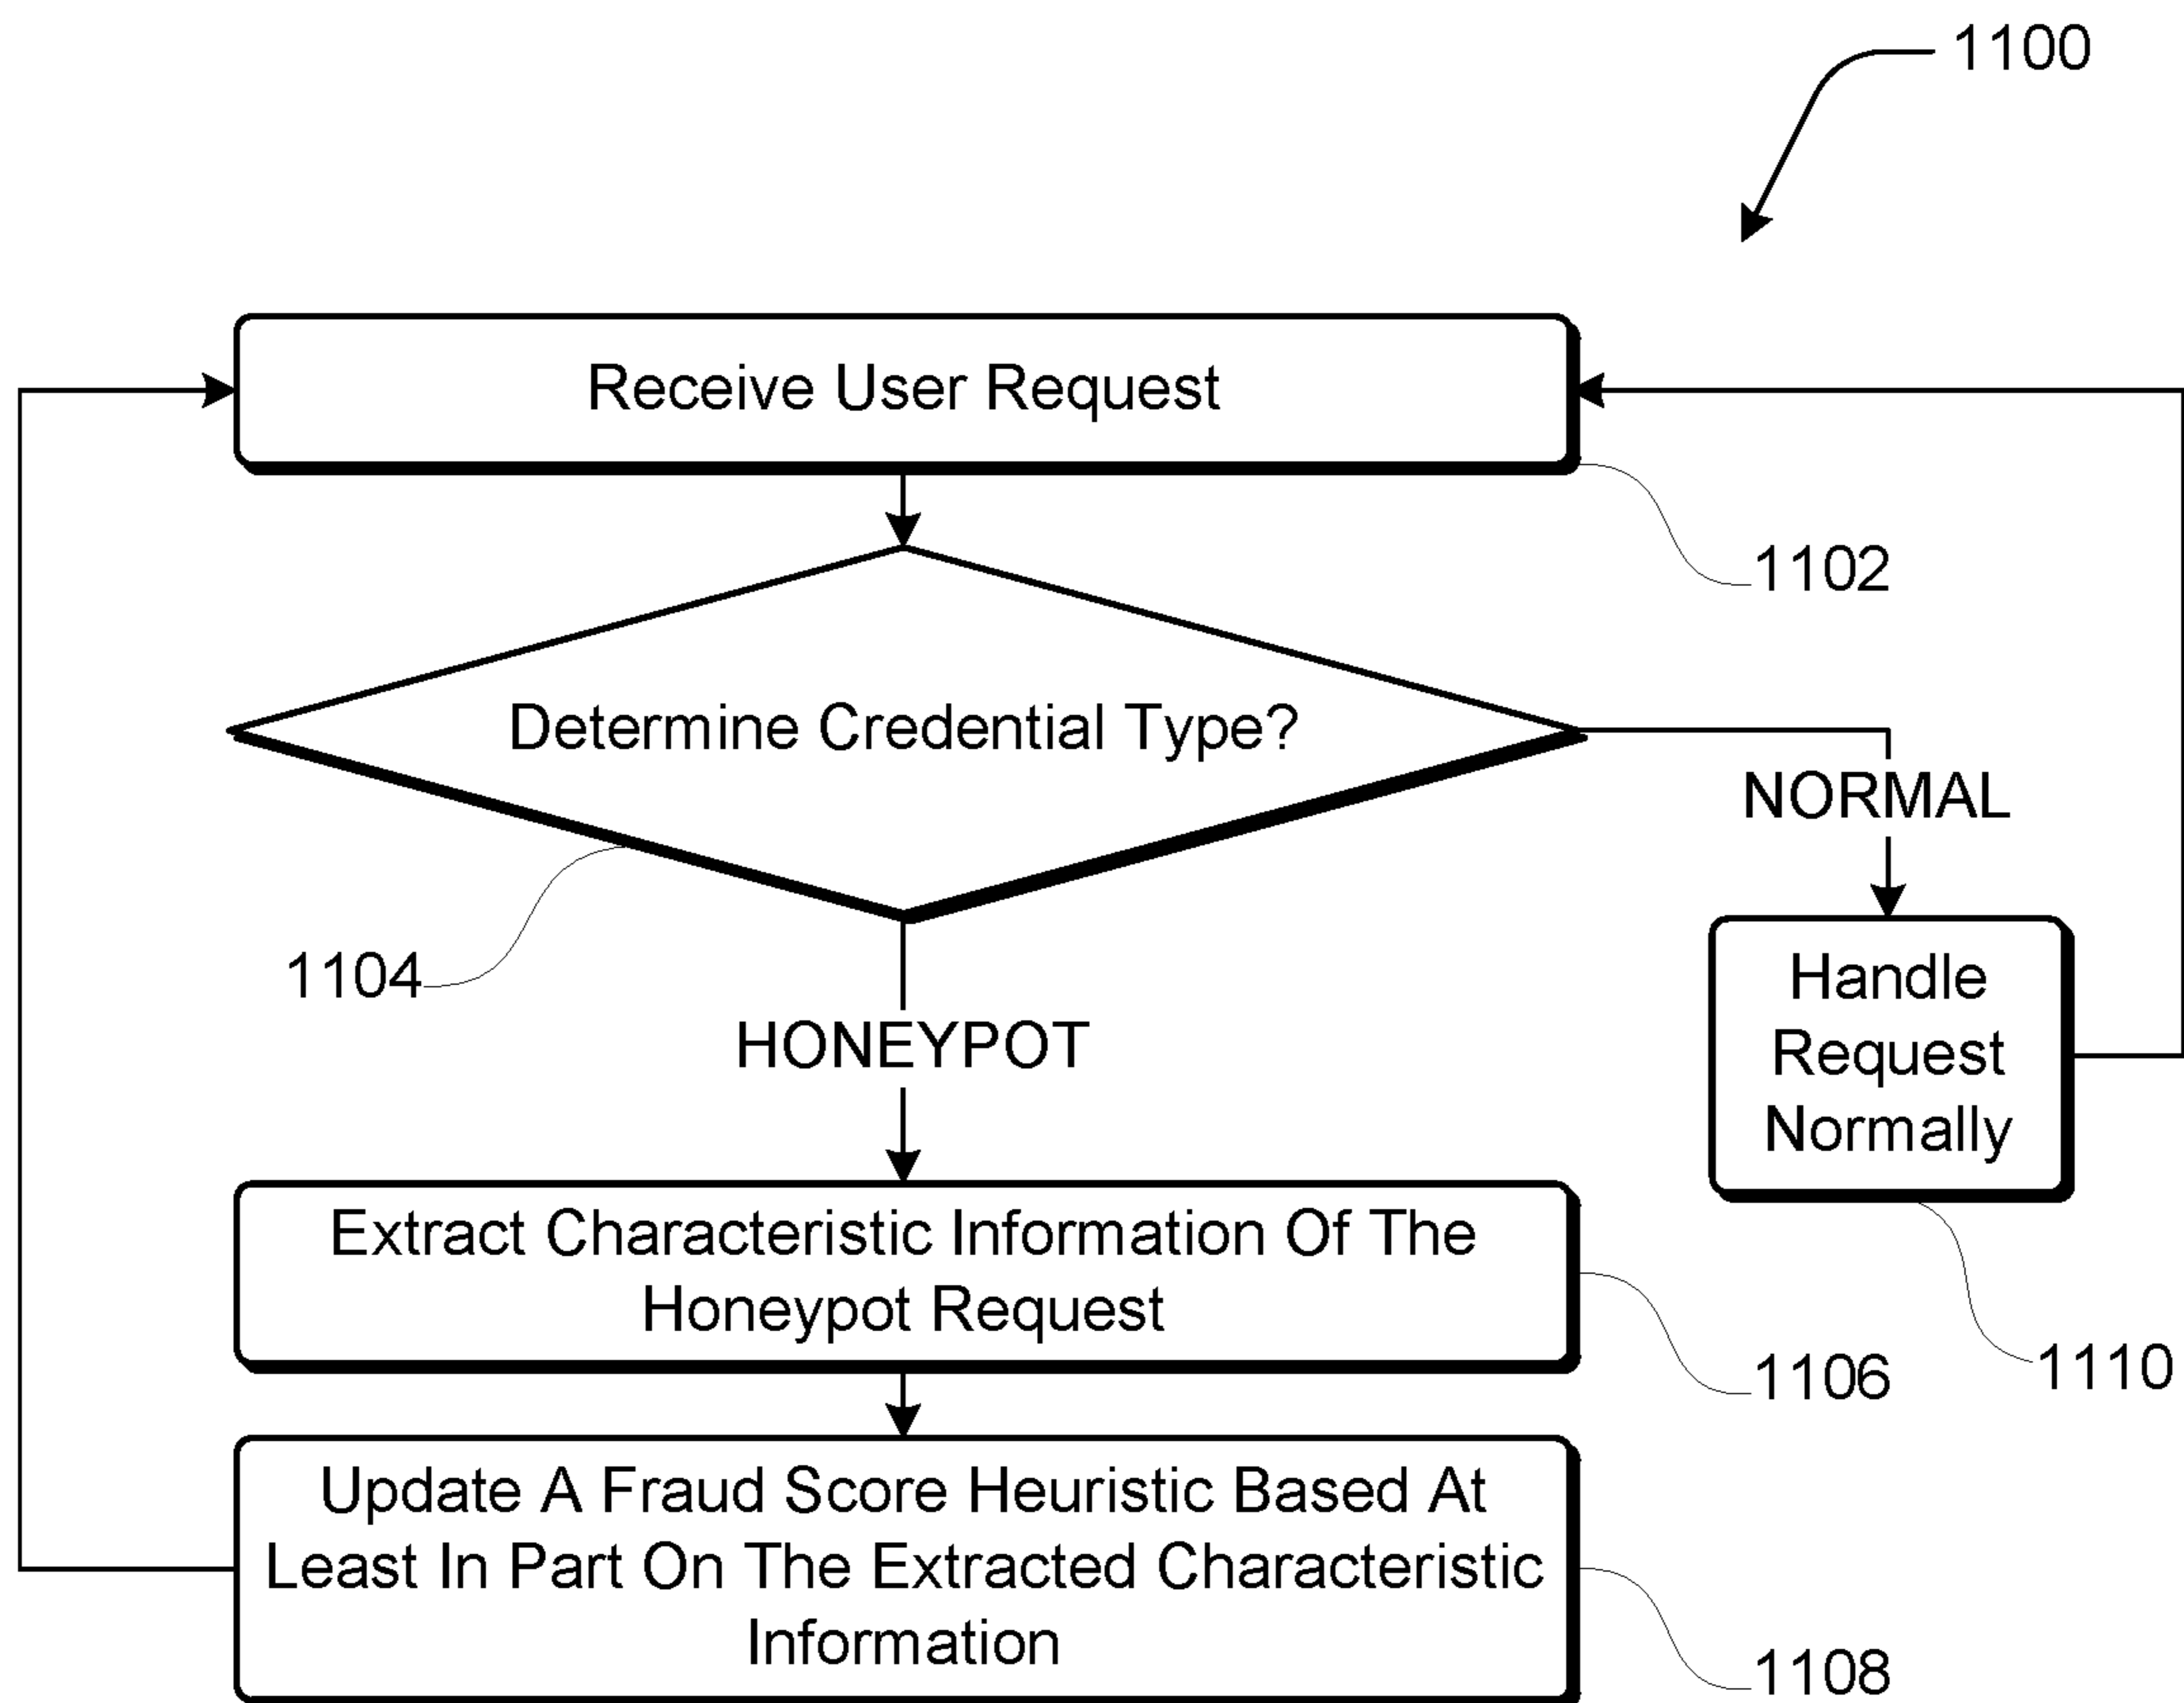 1100
Receive User Request
1102
Determine Credential Type?
NORMAL
1104
HONEYPOT
Handle
Request
Normally
Extract Characteristic Information Of The
Honeypot Request
1106
1110
Update A Fraud Score Heuristic Based At
Least In Part On The Extracted Characteristic
Information
1108